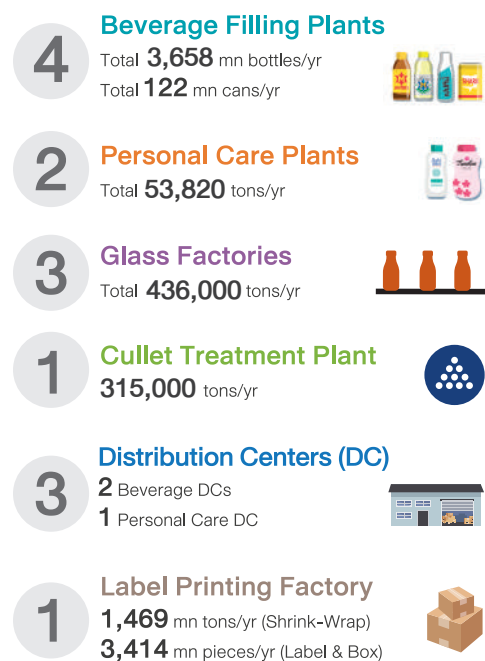 4
Beverage Filling Plants
Total 3,658 mn bottles/yr
Total 122 mn cans/yr
2
Personal Care Plants
Total 53,820 tons/yr
3
Glass Factories
Total 436,000 tons/yr
1
Cullet Treatment Plant
315,000 tons/yr
3
Distribution Centers (DC)
2 Beverage DCs
1 Personal Care DC
1
Label Printing Factory
1,469 mn tons/yr (Shrink-Wrap)
3,414 mn pieces/yr (Label & Box)